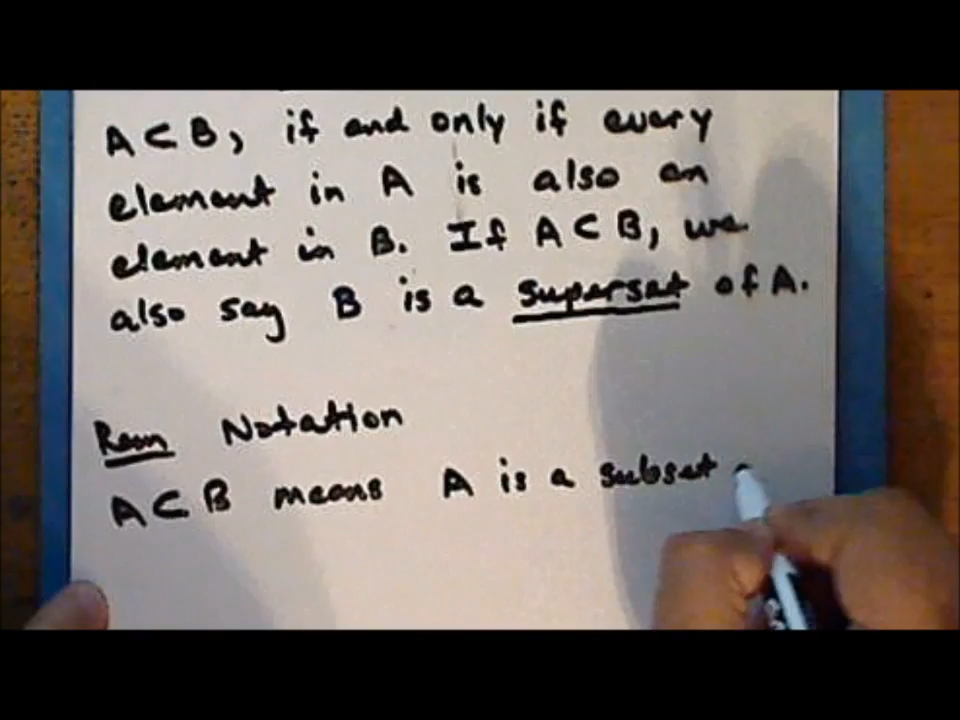 A ⊂ B, if and only if every
element in A is also an
element in B. If A ⊂ B, we
also say B is a superset of A.
Rem Notation
A ⊂ B means A is a subset